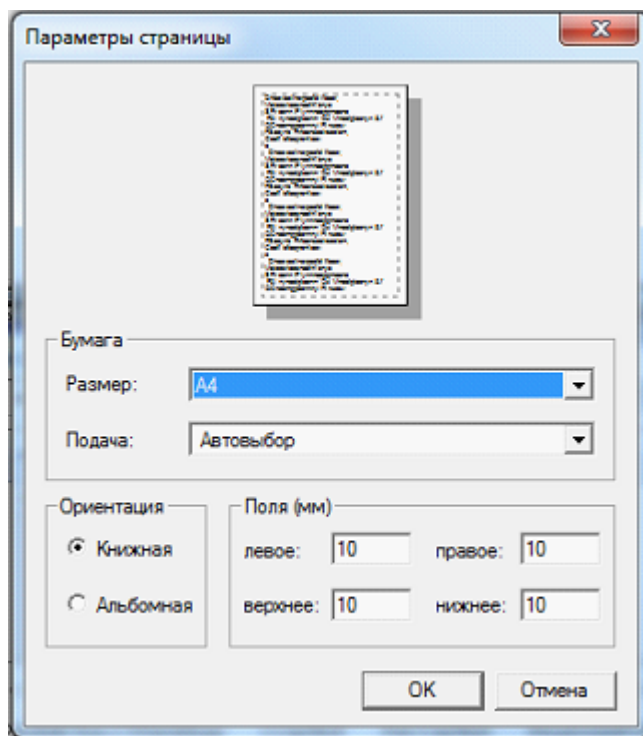 Параметры страницы
Бумага
Размер: A4
Подача: Автовыбор
Ориентация
Книжная
Альбомная
Поля (мм)
левое: 10 правое: 10
верхнее: 10 нижнее: 10
OK Отмена